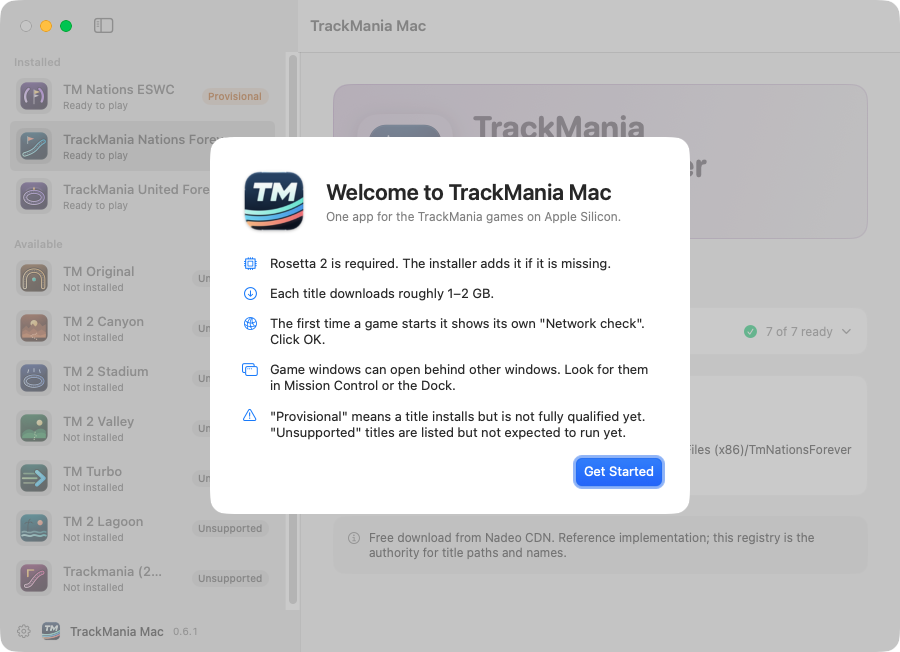 TrackMania Mac
Installed
TM Nations ESWC
Provisional
Ready to play
TrackMania Nations Fore
Ready to play
TrackMania United Fore
Ready to play
Available
TM Original
Not installed
TM 2 Canyon
Not installed
TM 2 Stadium
Not installed
TM 2 Valley
Not installed
TM Turbo
Not installed
TM 2 Lagoon
Unsupported
Not installed
Trackmania (2...
Unsupported
Not installed
TrackMania Mac 0.6.1
TrackMania
TM
Welcome to TrackMania Mac
One app for the TrackMania games on Apple Silicon.
Rosetta 2 is required. The installer adds it if it is missing.
Each title downloads roughly 1–2 GB.
The first time a game starts it shows its own "Network check".
Click OK.
Game windows can open behind other windows. Look for them
in Mission Control or the Dock.
"Provisional" means a title installs but is not fully qualified yet.
"Unsupported" titles are listed but not expected to run yet.
Get Started
7 of 7 ready
Files (x86)/TmNationsForever
Free download from Nadeo CDN. Reference implementation; this registry is the
authority for title paths and names.